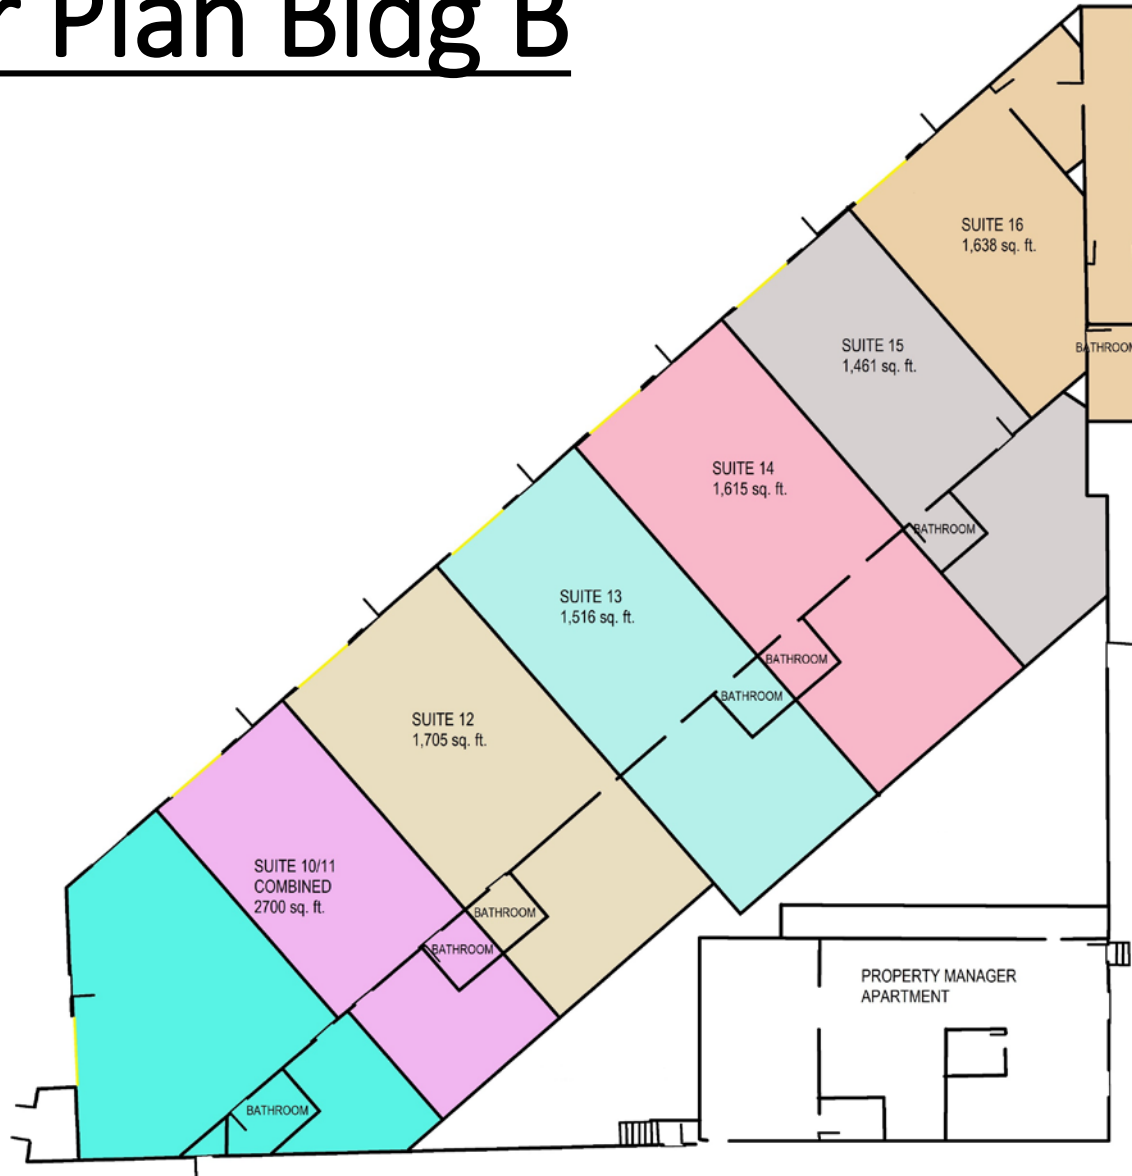 r Plan Bldg B
SUITE 16
1,638 sq. ft.
BATHROOM
SUITE 15
1,461 sq. ft.
SUITE 14
1,615 sq. ft.
BATHROOM
SUITE 13
1,516 sq. ft.
BATHROOM
BATHROOM
SUITE 12
1,705 sq. ft.
SUITE 10/11
COMBINED
2700 sq. ft.
BATHROOM
BATHROOM
PROPERTY MANAGER
APARTMENT
BATHROOM